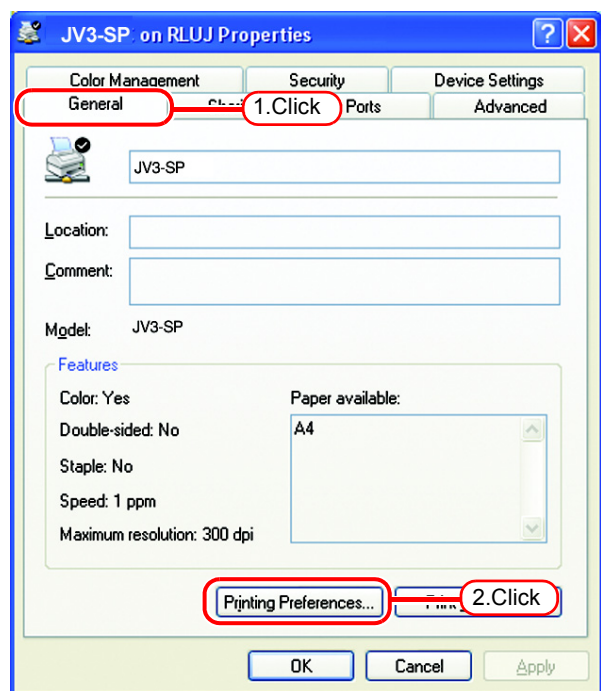 JV3-SP on RLUJ Properties
Color Management Security Device Settings
General 1.Click Ports Advanced
JV3-SP
Location:
Comment:
Model: JV3-SP
Features
Color: Yes Paper available:
Double-sided: No A4
Staple: No
Speed: 1 ppm
Maximum resolution: 300 dpi
Printing Preferences... 2.Click
OK Cancel Apply